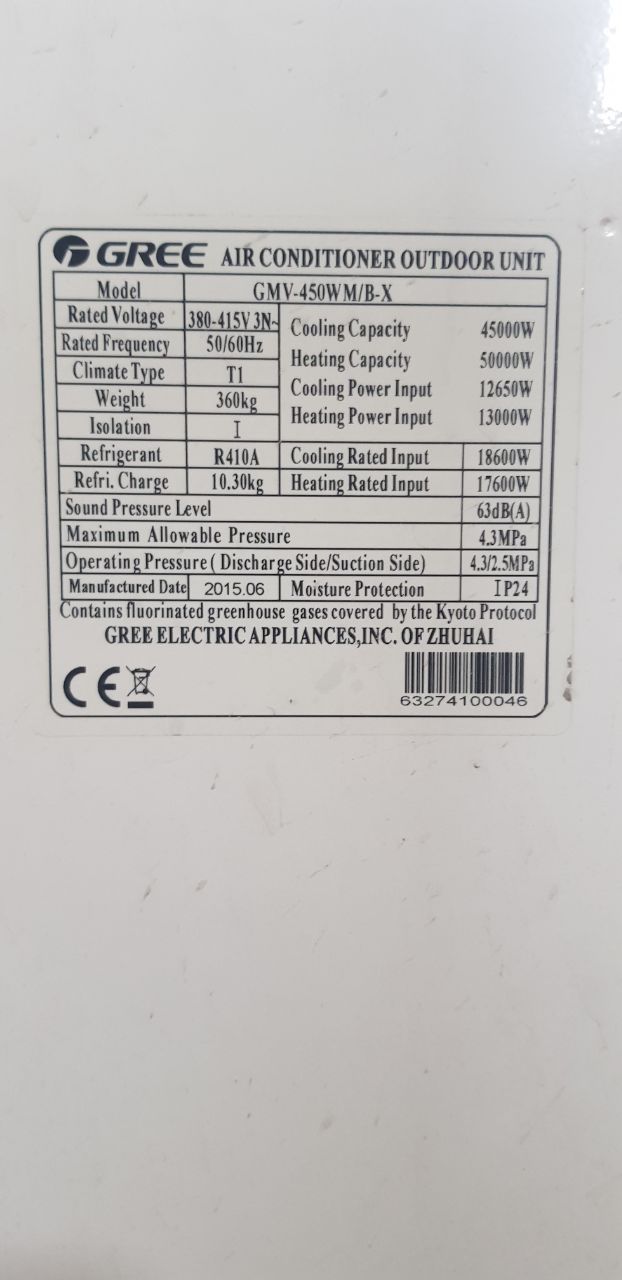 GREE AIR CONDITIONER OUTDOOR UNIT
Model GMV-450WM/B-X
Rated Voltage 380-415V 3N~ Cooling Capacity 45000W
Rated Frequency 50/60Hz Heating Capacity 50000W
Climate Type T1 Cooling Power Input 12650W
Weight 360kg Heating Power Input 13000W
Isolation I
Refrigerant R410A Cooling Rated Input 18600W
Refri. Charge 10.30kg Heating Rated Input 17600W
Sound Pressure Level 63dB(A)
Maximum Allowable Pressure 4.3MPa
Operating Pressure ( Discharge Side/Suction Side) 4.3/2.5MPa
Manufactured Date 2015.06 Moisture Protection IP24
Contains fluorinated greenhouse gases covered by the Kyoto Protocol
GREE ELECTRIC APPLIANCES,INC. OF ZHUHAI
CE
63274100046